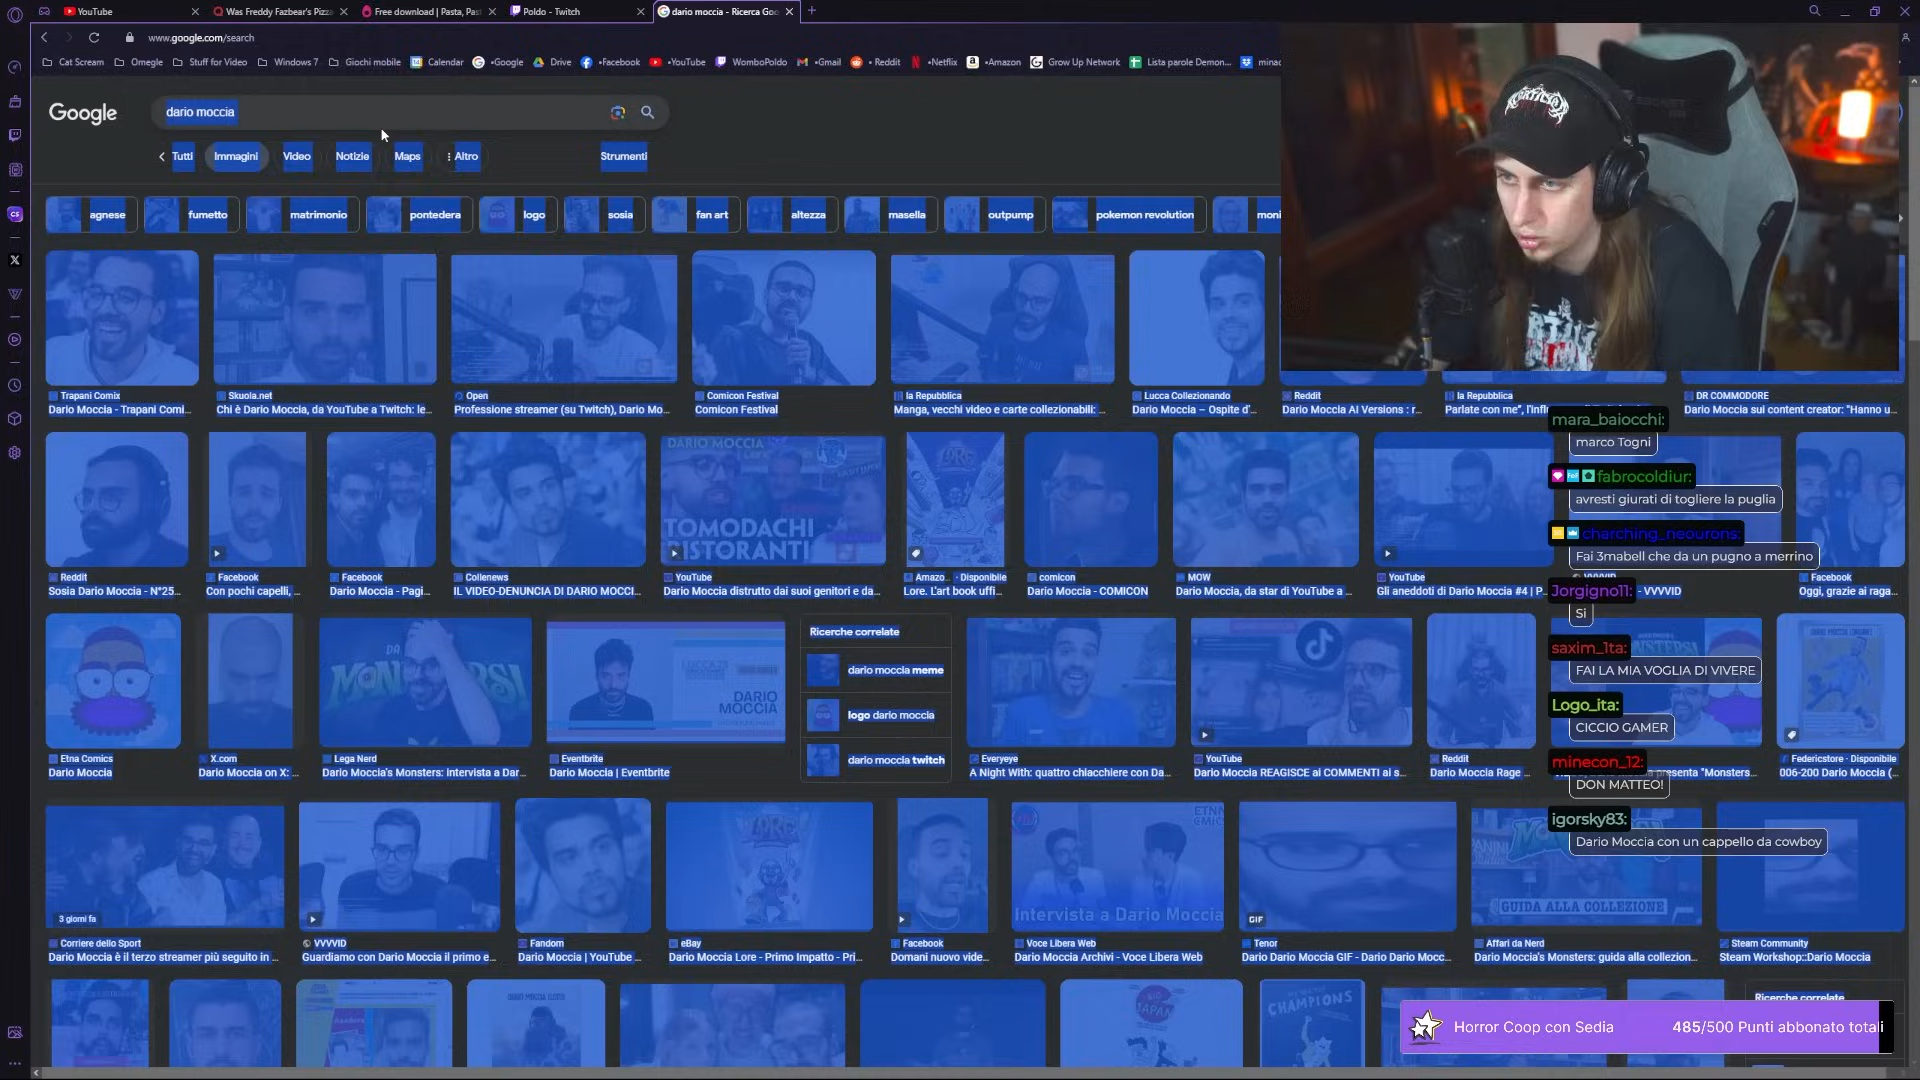 YouTube
Was Freddy Fazbear's Pizza
Free download | Pasta, Pas
Poldo - Twitch
dario moccia - Ricerca Goo
www.google.com/search
Cat Scream
Omegle
Stuff for Video
Windows 7
Giochi mobile
Calendar
•Google
Drive
•Facebook
•YouTube
WomboPoldo
•Gmail
• Reddit
•Netflix
•Amazon
Grow Up Network
Lista parole Demon...
Google
dario moccia
Tutti
Immagini
Video
Notizie
Maps
Altro
Strumenti
agnese
fumetto
matrimonio
pontedera
logo
sosia
fan art
altezza
masella
outpump
pokemon revolution
Trapani Comix
Dario Moccia - Trapani Comi...
Skuola.net
Chi è Dario Moccia, da YouTube a Twitch: le...
Open
Professione streamer (su Twitch), Dario Mo...
Comicon Festival
Comicon Festival
la Repubblica
Manga, vecchi video e carte collezionabili: ...
Lucca Collezionando
Dario Moccia – Ospite d'...
Reddit
Dario Moccia AI Versions : r...
la Repubblica
DR COMMODORE
Dario Moccia sui content creator: "Hanno u...
DARIO MOCCIA
TOMODACHI
RISTORANTI
Reddit
Sosia Dario Moccia - N°25...
Facebook
Con pochi capelli, ...
Facebook
Dario Moccia - Pagi...
Collenews
IL VIDEO-DENUNCIA DI DARIO MOCCI...
YouTube
Dario Moccia distrutto dai suoi genitori e da...
Amazo... · Disponibile
Lore. L'art book uffi...
comicon
Dario Moccia - COMICON
MOW
Dario Moccia, da star di YouTube a ...
YouTube
Gli aneddoti di Dario Moccia #4 | P...
- VVVVID
Facebook
Oggi, grazie ai raga...
DARIO
MOCCIA
Ricerche correlate
dario moccia meme
logo dario moccia
dario moccia twitch
Etna Comics
Dario Moccia
X.com
Dario Moccia on X: ...
Lega Nerd
Dario Moccia's Monsters: Intervista a Dar...
Eventbrite
Dario Moccia | Eventbrite
Everyeye
A Night With: quattro chiacchiere con Da...
YouTube
Dario Moccia REAGISCE ai COMMENTI ai s...
Reddit
Dario Moccia Rage ...
presenta "Monsters...
Federicstore · Disponibile
006-200 Dario Moccia (...
3 giorni fa
Intervista a Dario Moccia
GIF
GUIDA ALLA COLLEZIONE
Corriere dello Sport
Dario Moccia è il terzo streamer più seguito in ...
VVVVID
Guardiamo con Dario Moccia il primo e...
Fandom
Dario Moccia | YouTube ...
eBay
Dario Moccia Lore - Primo Impatto - Pri...
Facebook
Domani nuovo vide...
Voce Libera Web
Dario Moccia Archivi - Voce Libera Web
Tenor
Dario Dario Moccia GIF - Dario Dario Mocc...
Affari da Nerd
Dario Moccia's Monsters: guida alla collezion...
Steam Community
Steam Workshop::Dario Moccia
CHAMPIONS
Ricerche correlate
mara_baiocchi:
marco Togni
fabrocoldiur:
avresti giurati di togliere la puglia
charching_neourons:
Fai 3mabell che da un pugno a merrino
Jorgigno11:
Si
saxim_1ta:
FAI LA MIA VOGLIA DI VIVERE
Logo_ita:
CICCIO GAMER
minecon_12:
DON MATTEO!
igorsky83:
Dario Moccia con un cappello da cowboy
Horror Coop con Sedia
485/500 Punti abbonato totali